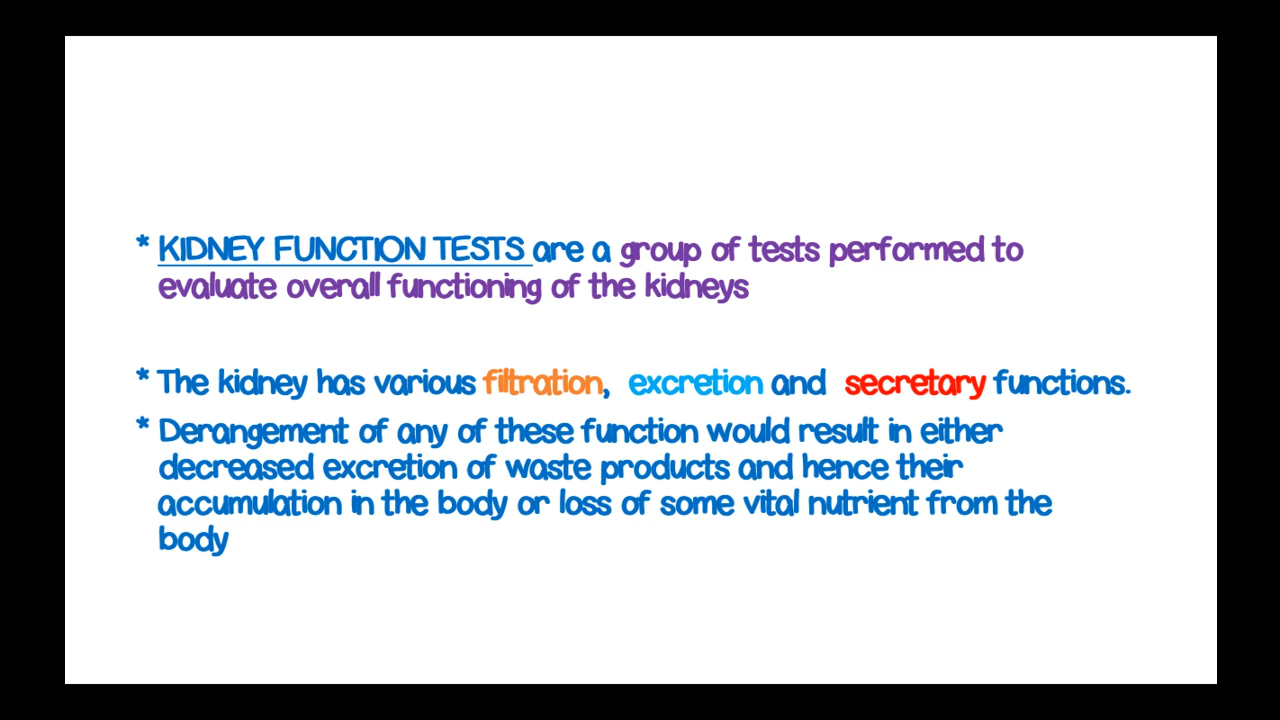 * KIDNEY FUNCTION TESTS are a group of tests performed to
evaluate overall functioning of the kidneys
* The kidney has various filtration, excretion and secretary functions.
* Derangement of any of these function would result in either
decreased excretion of waste products and hence their
accumulation in the body or loss of some vital nutrient from the
body